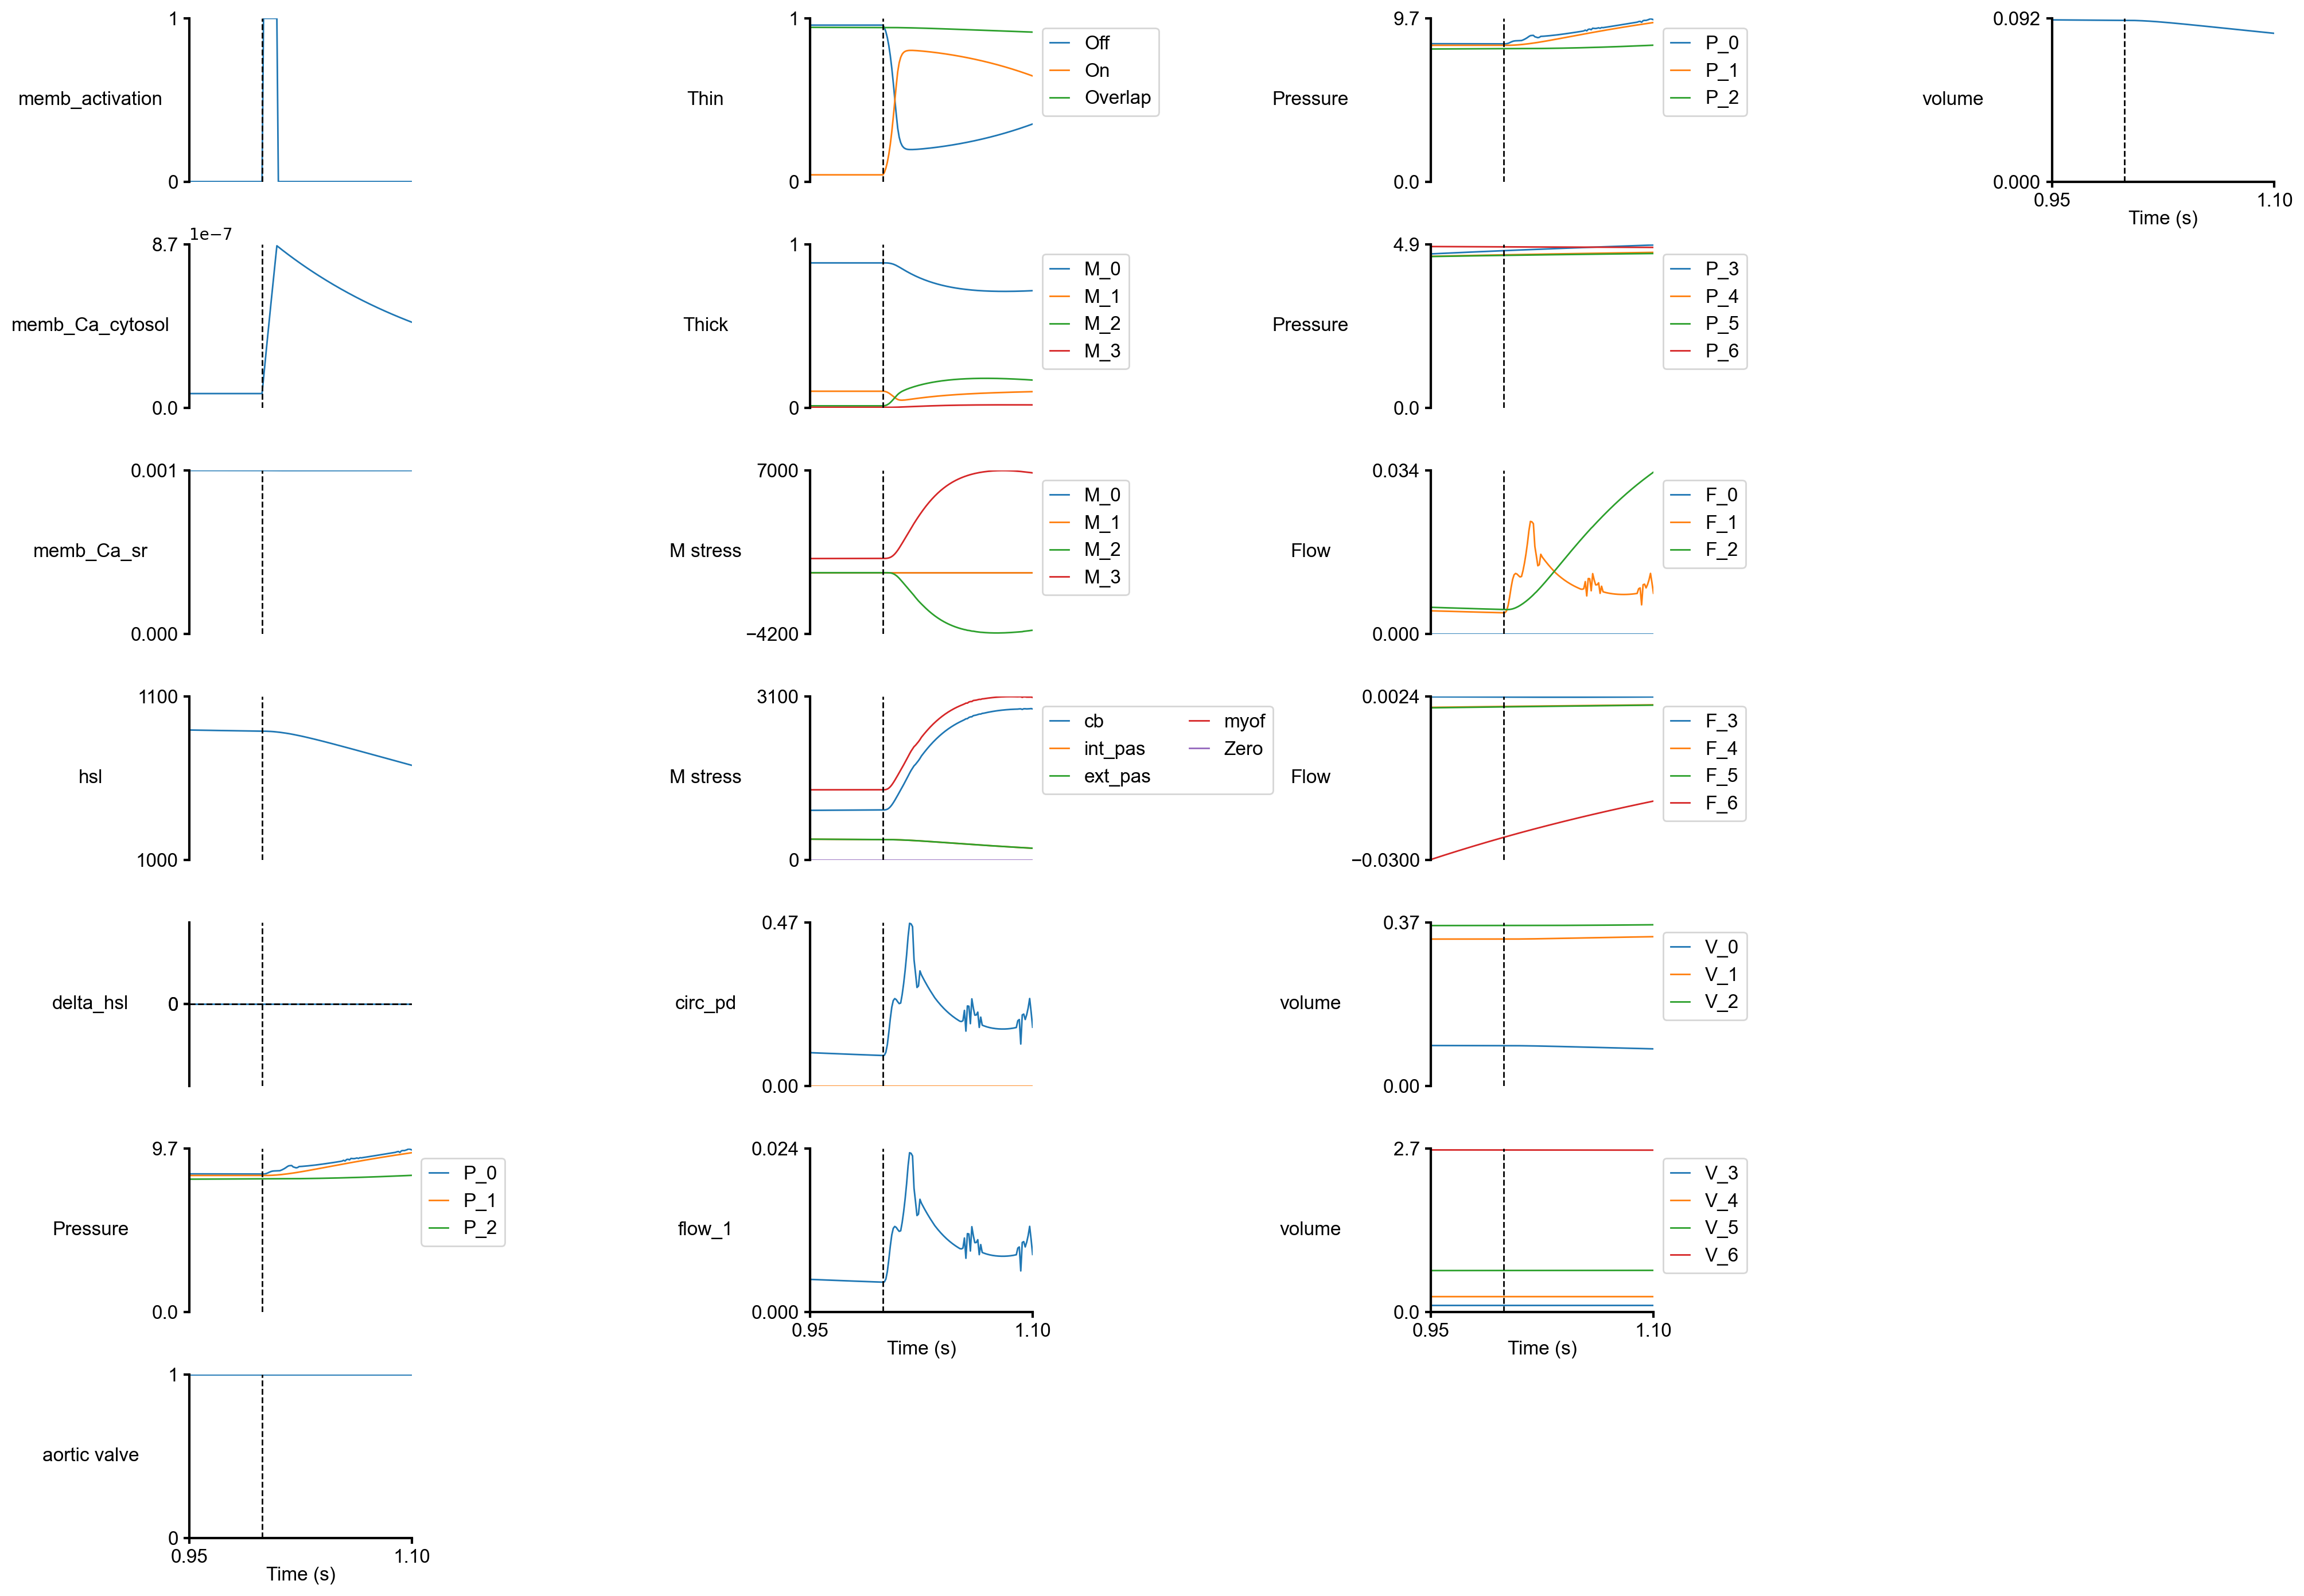 memb_activation
1
0
memb_Ca_cytosol
1e−7
8.7
0.0
memb_Ca_sr
0.001
0.000
hsl
1100
1000
delta_hsl
0
Pressure
9.7
0.0
P_0
P_1
P_2
aortic valve
1
0
0.95
1.10
Time (s)
Thin
1
0
Off
On
Overlap
Thick
1
0
M_0
M_1
M_2
M_3
M stress
7000
−4200
M_0
M_1
M_2
M_3
M stress
3100
0
cb
int_pas
ext_pas
myof
Zero
circ_pd
0.47
0.00
flow_1
0.024
0.000
0.95
1.10
Time (s)
Pressure
9.7
0.0
P_0
P_1
P_2
Pressure
4.9
0.0
P_3
P_4
P_5
P_6
Flow
0.034
0.000
F_0
F_1
F_2
Flow
0.0024
−0.0300
F_3
F_4
F_5
F_6
volume
0.37
0.00
V_0
V_1
V_2
volume
2.7
0.0
V_3
V_4
V_5
V_6
0.95
1.10
Time (s)
volume
0.092
0.000
0.95
1.10
Time (s)